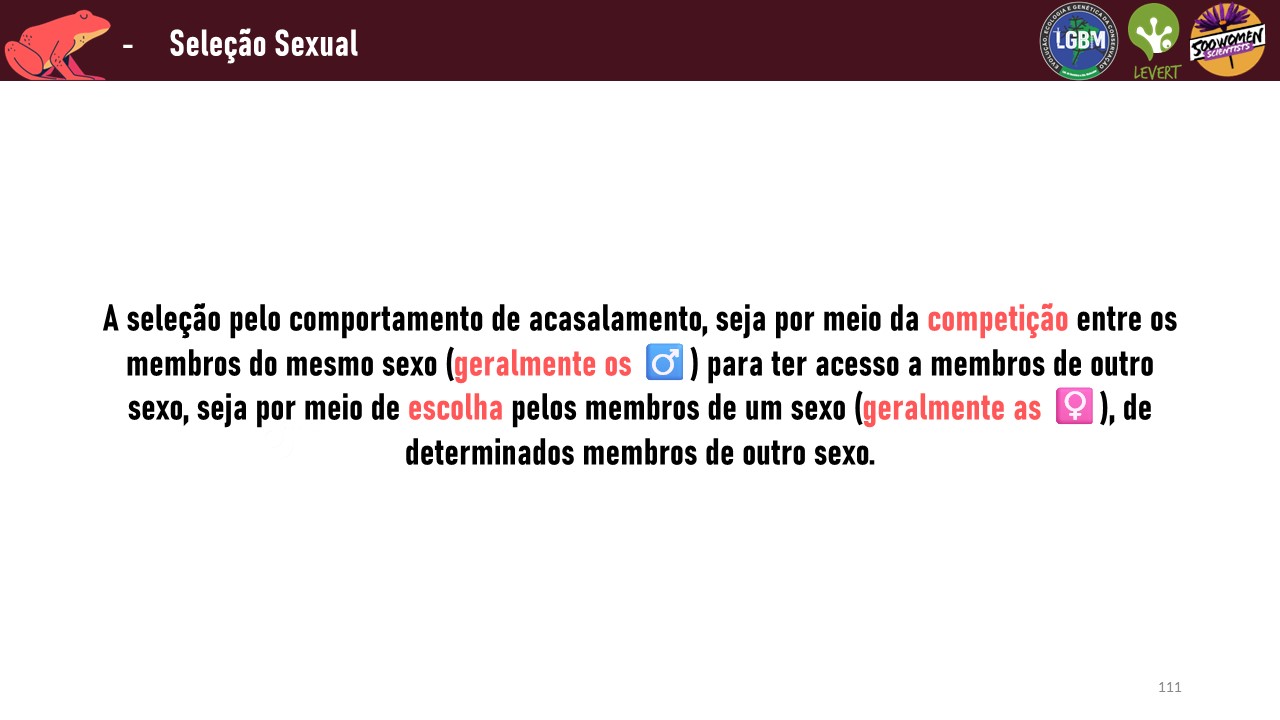 - Seleção Sexual
EVOLUÇÃO, ECOLOGIA E GENÉTICA DA CONSERVAÇÃO
LGBM
LEVERT
500 WOMEN
SCIENTISTS
A seleção pelo comportamento de acasalamento, seja por meio da competição entre os
membros do mesmo sexo (geralmente os ♂) para ter acesso a membros de outro
sexo, seja por meio de escolha pelos membros de um sexo (geralmente as ♀), de
determinados membros de outro sexo.
111